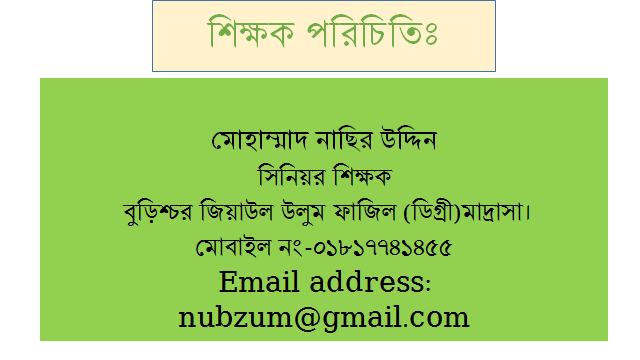 শিক্ষক পরিচিতিঃ
মোহাম্মাদ নাছির উদ্দিন
সিনিয়র শিক্ষক
বুড়িশ্চর জিয়াউল উলুম ফাজিল (ডিগ্রী)মাদ্রাসা।
মোবাইল নং-০১৮১৭৭৪১৪৫৫
Email address:
nubzum@gmail.com